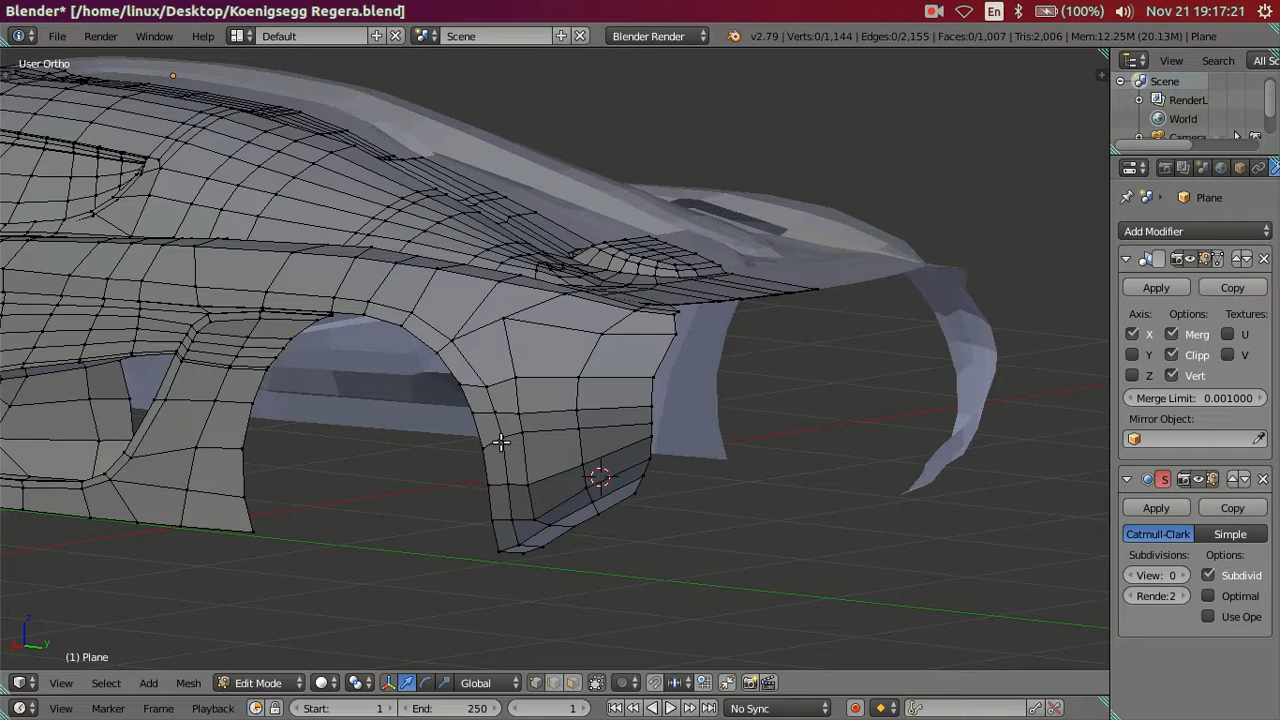 Blender* [/home/linux/Desktop/Koenigsegg Regera.blend] En (100%) Nov 21 19:17:21
File Render Window Help Default Scene Blender Render v2.79 | Verts:0/1,144 | Edges:0/2,155 | Faces:0/1,007 | Tris:2,006 | Mem:12.25M (20.13M) | Plane
User Ortho
View Search All Sc
Scene
RenderL
World
Camera
Plane
Add Modifier
Apply Copy
Axis: Options: Textures:
X Merg U
Y Clipp V
Z Vert
Merge Limit: 0.001000
Mirror Object:
S
Apply Copy
Catmull-Clark Simple
Subdivisions: Options:
View: 0 Subdivid
Rende:2 Optimal
Use Ope
z
x y
(1) Plane
View Select Add Mesh Edit Mode Global
View Marker Frame Playback Start: 1 End: 250 1 No Sync